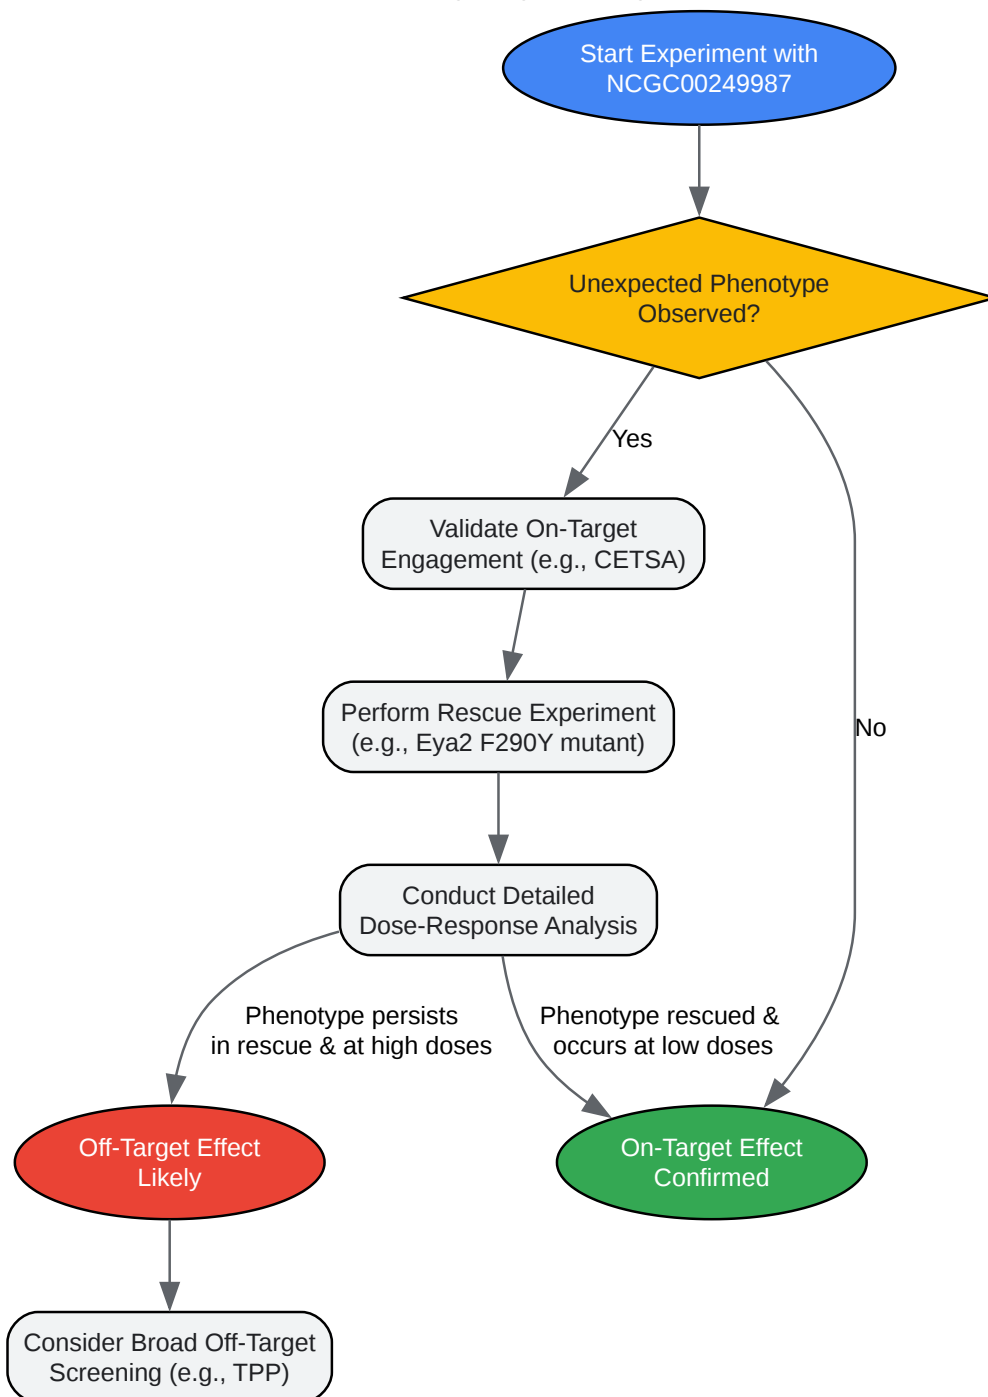 Start Experiment with
NCGC00249987
Unexpected Phenotype
Observed?
Yes
Validate On-Target
Engagement (e.g., CETSA)
Perform Rescue Experiment
(e.g., Eya2 F290Y mutant)
No
Conduct Detailed
Dose-Response Analysis
Phenotype persists
in rescue & at high doses
Phenotype rescued &
occurs at low doses
Off-Target Effect
Likely
On-Target Effect
Confirmed
Consider Broad Off-Target
Screening (e.g., TPP)